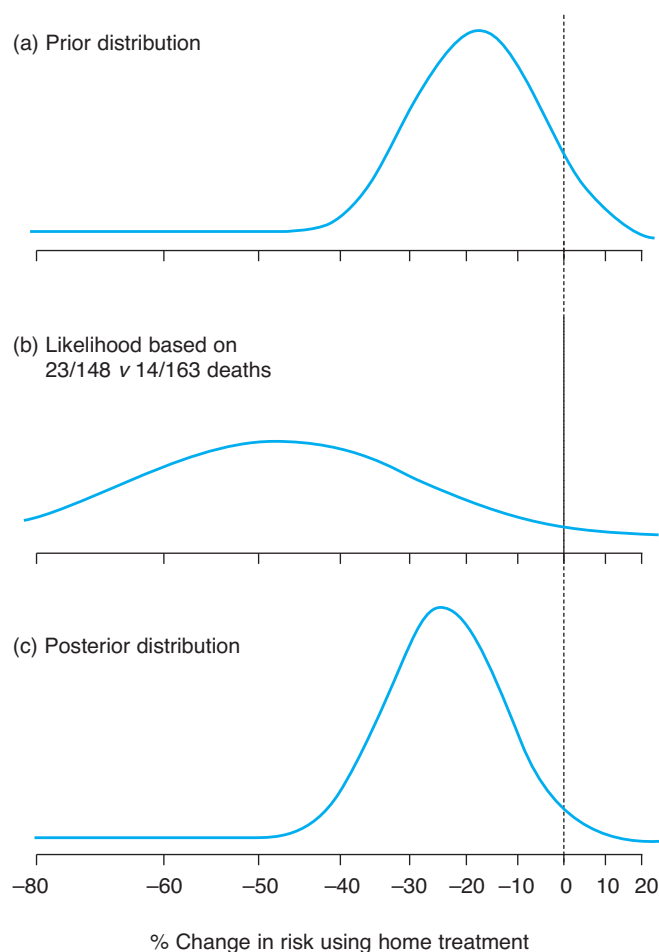 (a) Prior distribution
(b) Likelihood based on
23/148 v 14/163 deaths
(c) Posterior distribution
–80 –60 –50 –40 –30 –20 –10 0 10 20
% Change in risk using home treatment